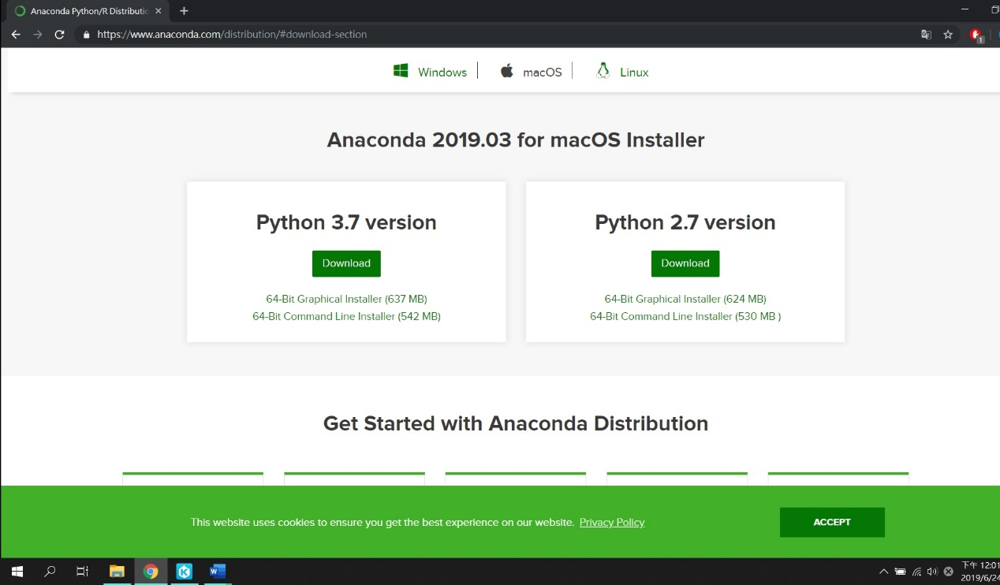 Anaconda Python/R Distributio
https://www.anaconda.com/distribution/#download-section
1
Windows macOS Linux
Anaconda 2019.03 for macOS Installer
Python 3.7 version
Download
64-Bit Graphical Installer (637 MB)
64-Bit Command Line Installer (542 MB)
Python 2.7 version
Download
64-Bit Graphical Installer (624 MB)
64-Bit Command Line Installer (530 MB )
Get Started with Anaconda Distribution
This website uses cookies to ensure you get the best experience on our website. Privacy Policy
ACCEPT
下午 12:01
2019/6/24